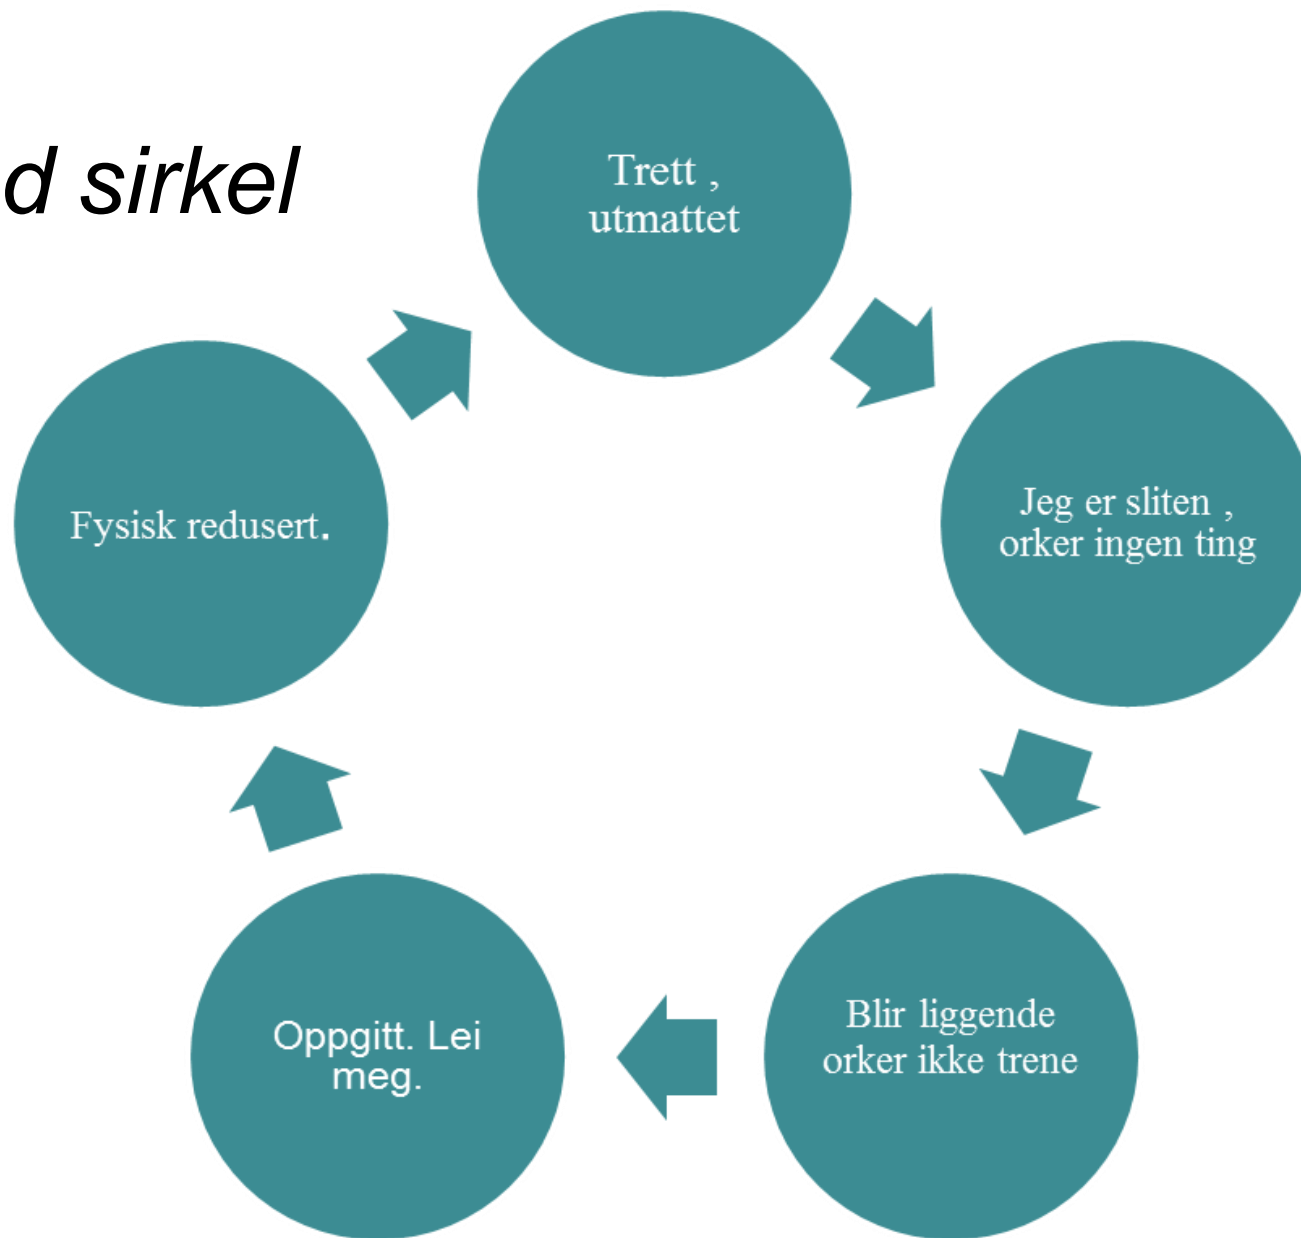 d sirkel
Trett ,
utmattet
Jeg er sliten ,
orker ingen ting
Blir liggende
orker ikke trene
Oppgitt. Lei
meg.
Fysisk redusert.